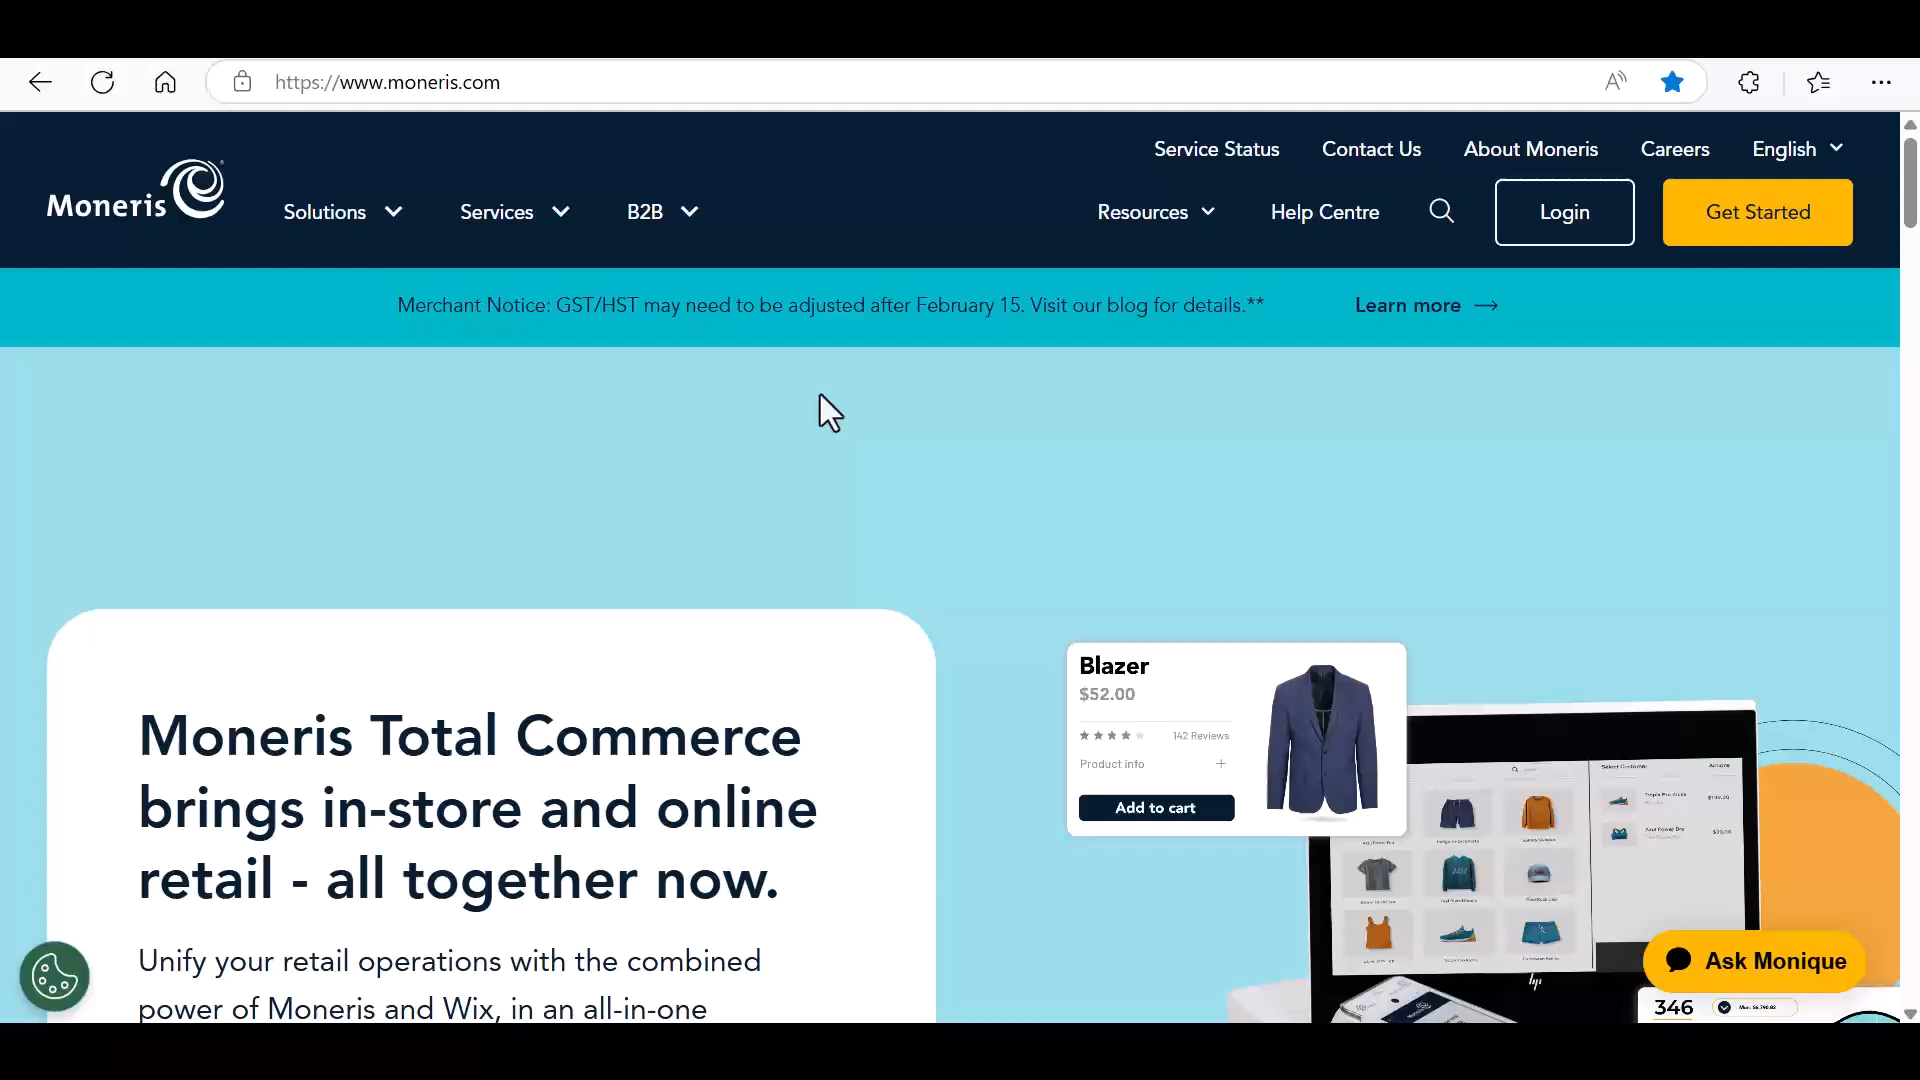 https://www.moneris.com
Service Status Contact Us About Moneris Careers English
Moneris Solutions Services B2B Resources Help Centre Login Get Started
Merchant Notice: GST/HST may need to be adjusted after February 15. Visit our blog for details.** Learn more
Blazer
$52.00
142 Reviews
Product info
Add to cart
Select Customer Actions
Moneris Total Commerce
brings in-store and online
retail - all together now.
Unify your retail operations with the combined
power of Moneris and Wix, in an all-in-one
hp
Ask Monique
346